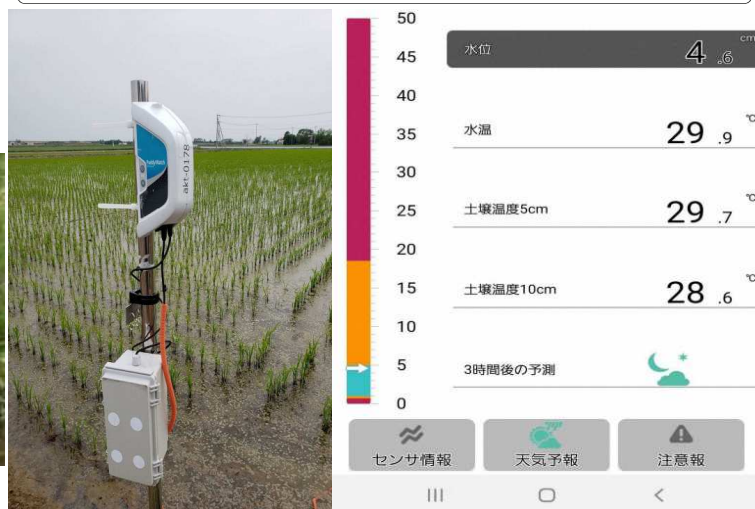 PaddyWatch
akt-0178
50
45
40
35
30
25
20
15
10
5
0
水位 4.6 cm
水温 29.9 ℃
土壌温度5cm 29.7 ℃
土壌温度10cm 28.6 ℃
3時間後の予測
センサ情報 天気予報 注意報